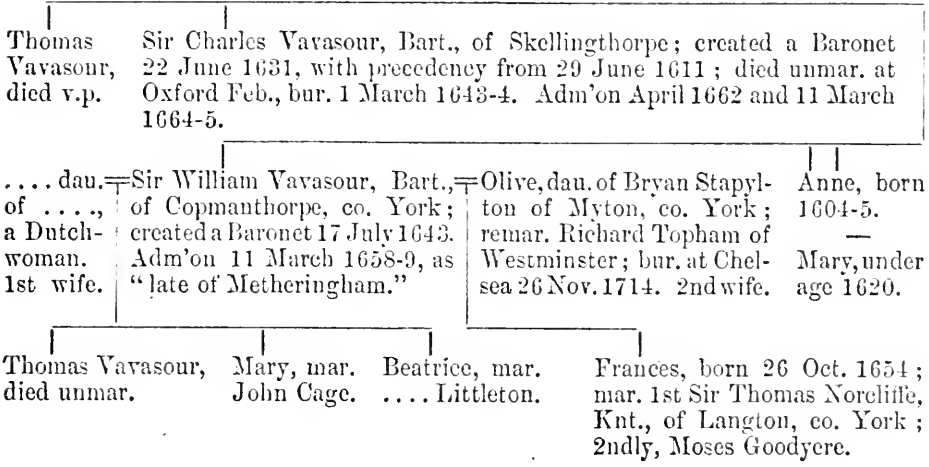 Thomas
Vavasour,
died v.p.
Sir Charles Vavasour, Bart., of Skellingthorpe; created a Baronet
22 June 1631, with precedency from 29 June 1611; died unmar. at
Oxford Feb., bur. 1 March 1643-4. Adm'on April 1662 and 11 March
1664-5.
.... dau.
of ....,
a Dutch-
woman.
1st wife.
Sir William Vavasour, Bart.,
of Copmanthorpe, co. York;
created a Baronet 17 July 1643.
Adm'on 11 March 1658-9, as
"late of Metheringham."
Olive, dau. of Bryan Stapyl-
ton of Myton, co. York;
remar. Richard Topham of
Westminster; bur. at Chel-
sea 26 Nov. 1714. 2nd wife.
Anne, born
1604-5.
—
Mary, under
age 1620.
Thomas Vavasour,
died unmar.
Mary, mar.
John Cage.
Beatrice, mar.
.... Littleton.
Frances, born 26 Oct. 1654;
mar. 1st Sir Thomas Norcliffe,
Knt., of Langton, co. York;
2ndly, Moses Goodyere.